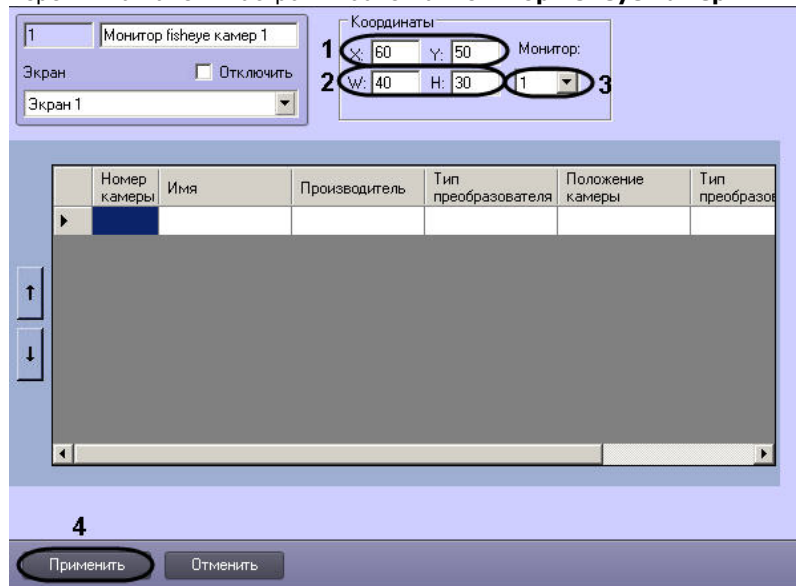 1 Монитор fisheye камер 1
Экран Отключить
Экран 1
Координаты
1 X: 60 Y: 50 Монитор:
2 W: 40 H: 30 1 3
Номер камеры Имя Производитель Тип преобразователя Положение камеры Тип преобразов
4
Применить Отменить